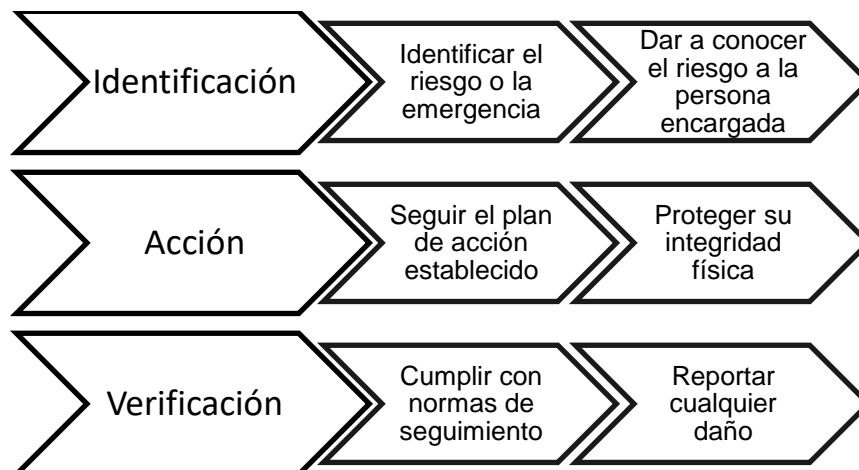 Identificación
Identificar el
riesgo o la
emergencia
Dar a conocer
el riesgo a la
persona
encargada
Acción
Seguir el plan
de acción
establecido
Proteger su
integridad
física
Verificación
Cumplir con
normas de
seguimiento
Reportar
cualquier
daño